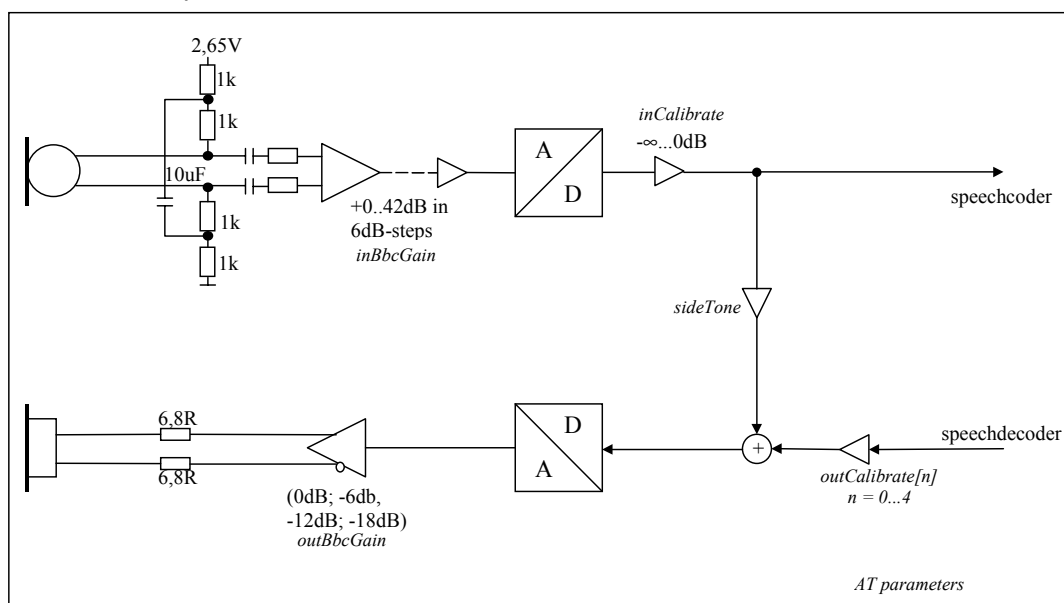 2,65V
1k
1k
10uF
1k
1k
+0..42dB in
6dB-steps
inBbcGain
A
D
inCalibrate
-∞...0dB
speechcoder
sideTone
6,8R
6,8R
(0dB; -6db,
-12dB; -18dB)
outBbcGain
D
A
+
speechdecoder
outCalibrate[n]
n = 0...4
AT parameters